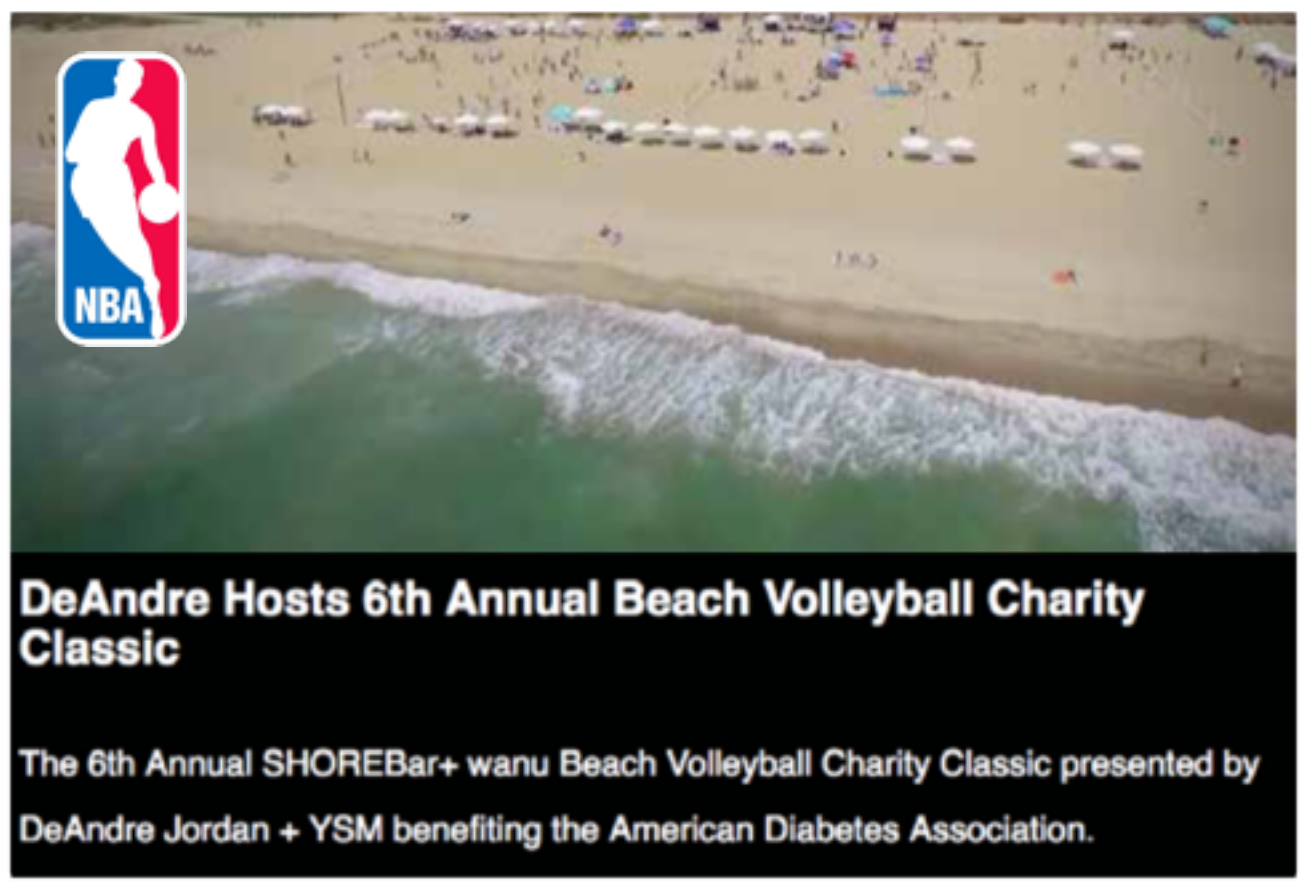 NBA
DeAndre Hosts 6th Annual Beach Volleyball Charity
Classic
The 6th Annual SHOREBar+ wanu Beach Volleyball Charity Classic presented by
DeAndre Jordan + YSM benefiting the American Diabetes Association.